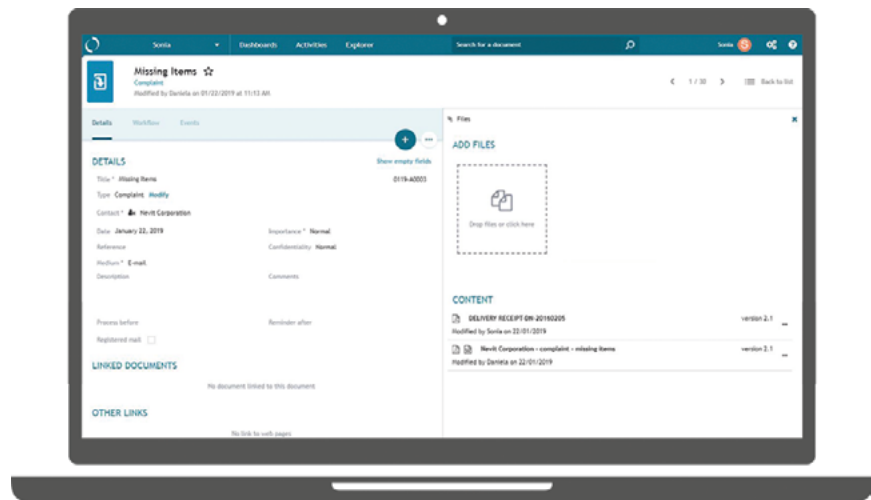 Sonia Dashboards Activities Explorer Search for a document Sonia S
Missing Items
Complaint
Modified by Daniela on 01/22/2019 at 11:13 AM
1 / 30 Back to list
Details Workflow Events
DETAILS
Show empty fields
Title * Missing Items 0119-A0003
Type Complaint Modify
Contact * Nevit Corporation
Date January 22, 2019 Importance * Normal
Reference Confidentiality Normal
Medium * E-mail
Description Comments
Process before Reminder after
Registered mail
LINKED DOCUMENTS
No document linked to this document
OTHER LINKS
No link to web pages
Files
ADD FILES
Drop files or click here
CONTENT
DELIVERY RECEIPT-DN-20160205 version 2.1
Modified by Sonia on 22/01/2019
Nevit Corporation - complaint - missing items version 2.1
Modified by Daniela on 22/01/2019